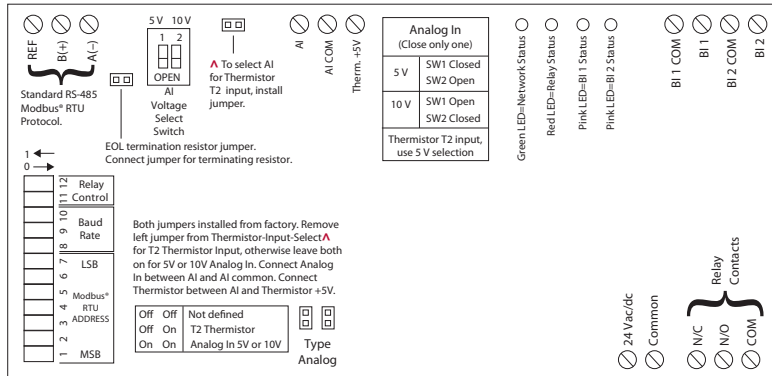 REF
B(+)
A(–)
Standard RS-485
Modbus® RTU
Protocol.
5 V 10 V
1 2
OPEN
AI
Voltage
Select
Switch
^ To select AI
for Thermistor
T2 input, install
jumper.
EOL termination resistor jumper.
Connect jumper for terminating resistor.
AI
AI COM
Therm. +5V
Analog In
(Close only one)
5 V
SW1 Closed
SW2 Open
10 V
SW1 Open
SW2 Closed
Thermistor T2 input,
use 5 V selection
Green LED=Network Status
Red LED=Relay Status
Pink LED=BI 1 Status
Pink LED=BI 2 Status
BI 1 COM
BI 1
BI 2 COM
BI 2
1
0
12
11
10
9
8
7
6
5
4
3
2
1
Relay
Control
Baud
Rate
LSB
Modbus®
RTU
ADDRESS
MSB
Both jumpers installed from factory. Remove
left jumper from Thermistor-Input-Select^
for T2 Thermistor Input, otherwise leave both
on for 5V or 10V Analog In. Connect Analog
In between AI and AI common. Connect
Thermistor between AI and Thermistor +5V.
Off Off Not defined
Off On T2 Thermistor
On On Analog In 5V or 10V
Type
Analog
24 Vac/dc
Common
Relay
Contacts
N/C
N/O
COM